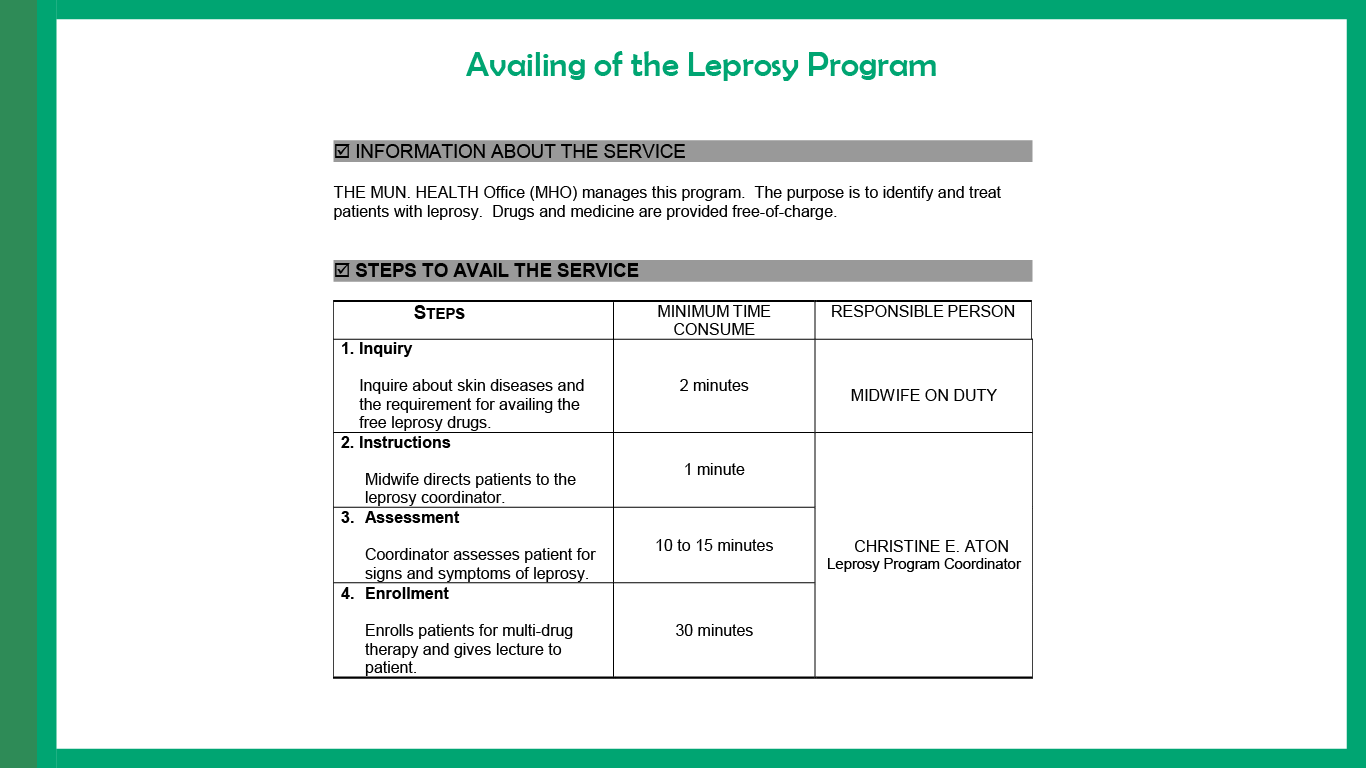 Availing of the Leprosy Program
☑ INFORMATION ABOUT THE SERVICE
THE MUN. HEALTH Office (MHO) manages this program.  The purpose is to identify and treat
patients with leprosy.  Drugs and medicine are provided free-of-charge.
☑ STEPS TO AVAIL THE SERVICE
STEPS
MINIMUM TIME
CONSUME
RESPONSIBLE PERSON
1. Inquiry
Inquire about skin diseases and
the requirement for availing the
free leprosy drugs.
2 minutes
MIDWIFE ON DUTY
2. Instructions
Midwife directs patients to the
leprosy coordinator.
1 minute
3. Assessment
Coordinator assesses patient for
signs and symptoms of leprosy.
10 to 15 minutes
CHRISTINE E. ATON
Leprosy Program Coordinator
4. Enrollment
Enrolls patients for multi-drug
therapy and gives lecture to
patient.
30 minutes